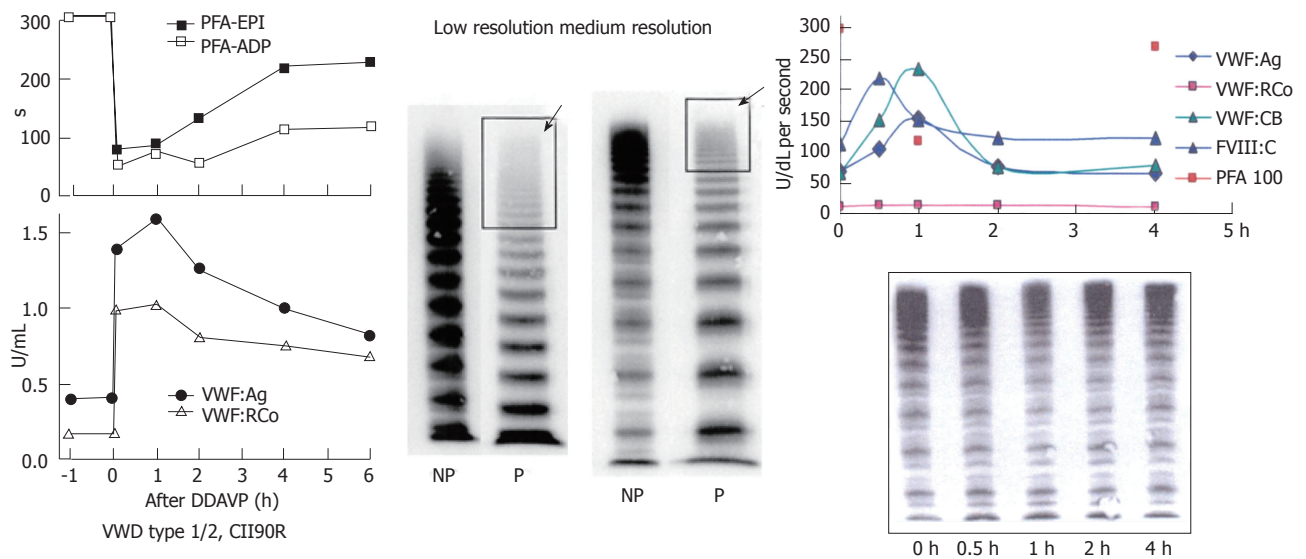 300
200
100
0
s
PFA-EPI
PFA-ADP
1.5
1.0
0.5
0.0
U/mL
VWF:Ag
VWF:RCo
-1 0 1 2 3 4 5 6
After DDAVP (h)
VWD type 1/2, CII90R
Low resolution medium resolution
NP P
NP P
300
250
200
150
100
50
0
U/dL per second
0 1 2 3 4 5 h
VWF:Ag
VWF:RCo
VWF:CB
FVIII:C
PFA 100
0 h 0.5 h 1 h 2 h 4 h